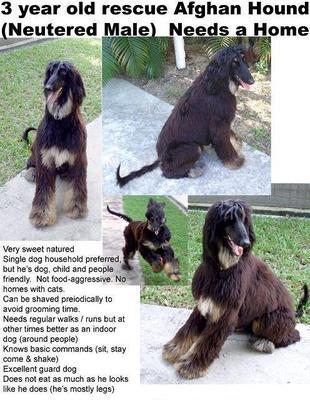 3 year old rescue Afghan Hound
(Neutered Male) Needs a Home
Very sweet natured
Single dog household preferred,
but he's dog, child and people
friendly. Not food-aggressive. No
homes with cats.
Can be shaved preiodically to
avoid grooming time.
Needs regular walks / runs but at
other times better as an indoor
dog (around people)
Knows basic commands (sit, stay
come & shake)
Excellent guard dog
Does not eat as much as he looks
like he does (he's mostly legs)